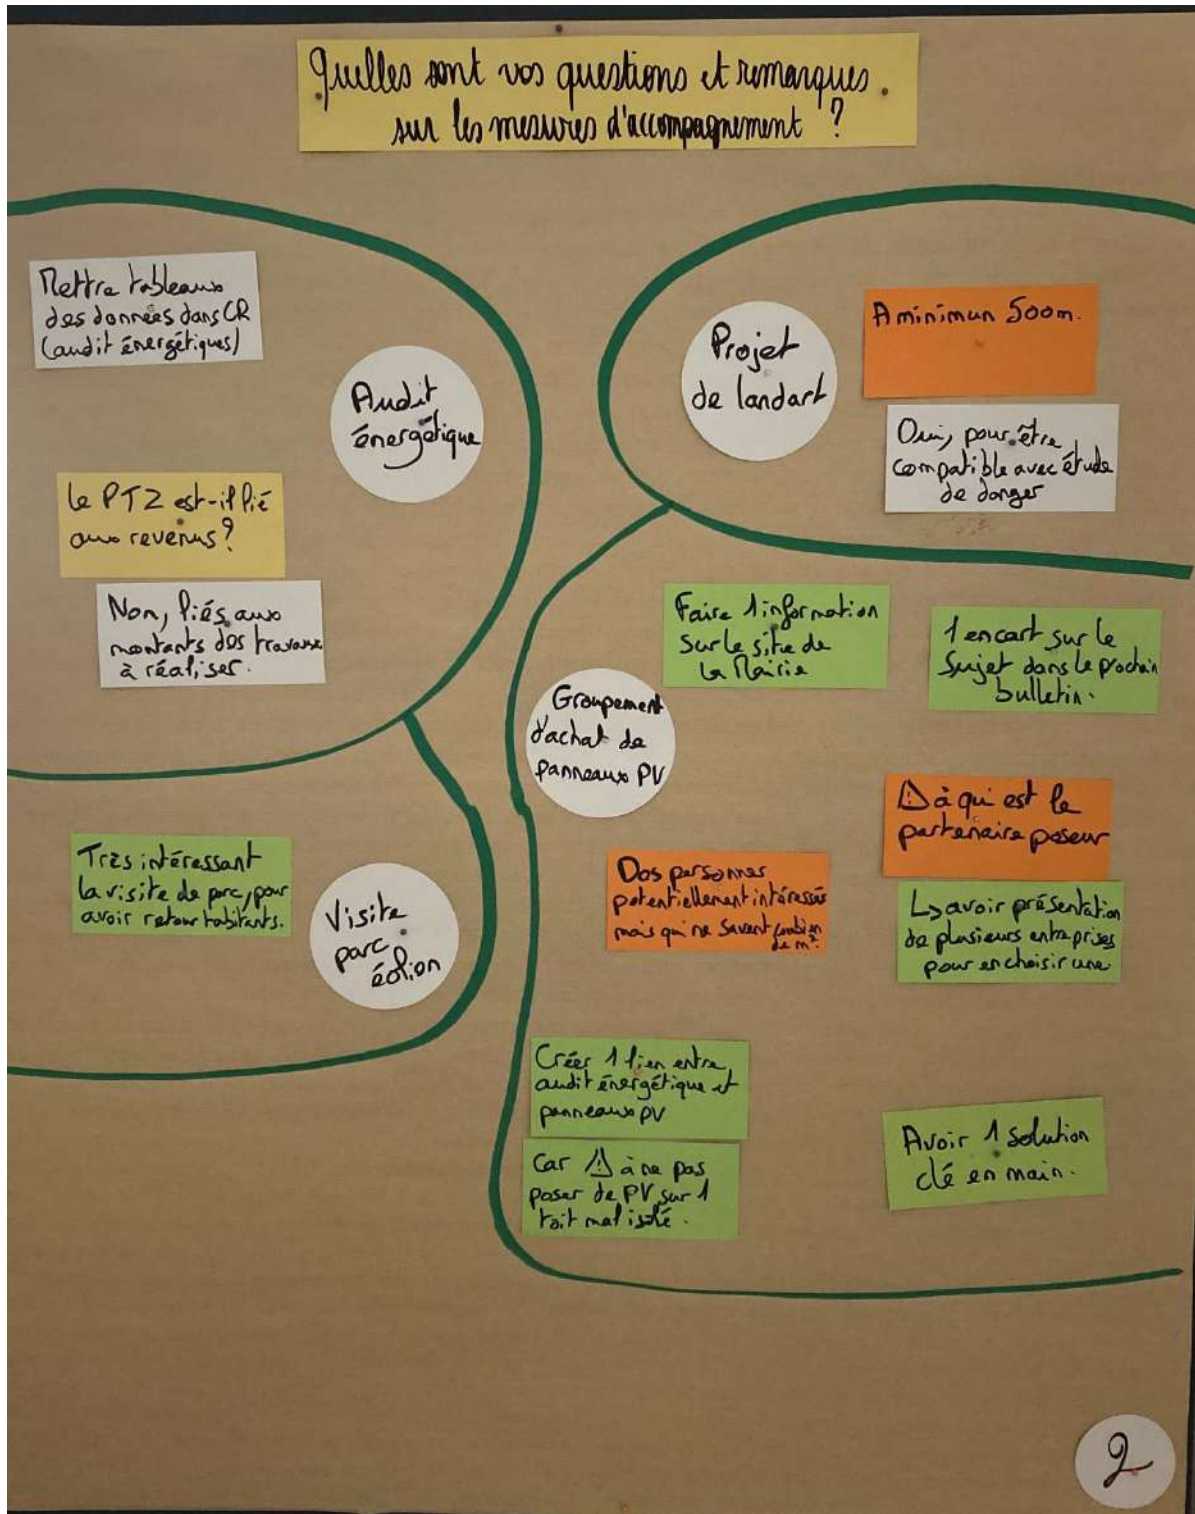 Quelles sont vos questions et remarques
sur les mesures d'accompagnement ?
Mettre tableaux
des données dans CR
(audit énergétiques)
Audit
énergétique
le PTZ est-il lié
aux revenus?
Non, liés aux
montants des travaux
à réaliser.
Projet
de landart
A minimun 500m.
Oui, pour être
compatible avec étude
de danger
Faire 1 information
sur le site de
la Mairie
1 encart sur le
sujet dans le prochain
bulletin.
Groupement
d'achat de
panneaux PV
⚠ à qui est le
partenaire poseur
↳ avoir présentation
de plusieurs entreprises
pour en choisir une
Des personnes
potentiellement intéressés
mais qui ne savent combien
de m².
Très intéressant
la visite de parc, pour
avoir retour habitants.
Visite
parc
éolien
Créer 1 lien entre
audit énergétique et
panneaux PV
Car ⚠ à ne pas
poser de PV sur 1
toit mal isolé.
Avoir 1 solution
clé en main.
2